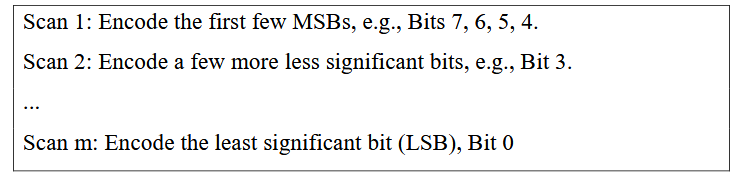 Scan 1: Encode the first few MSBs, e.g., Bits 7, 6, 5, 4.
Scan 2: Encode a few more less significant bits, e.g., Bit 3.
...
Scan m: Encode the least significant bit (LSB), Bit 0